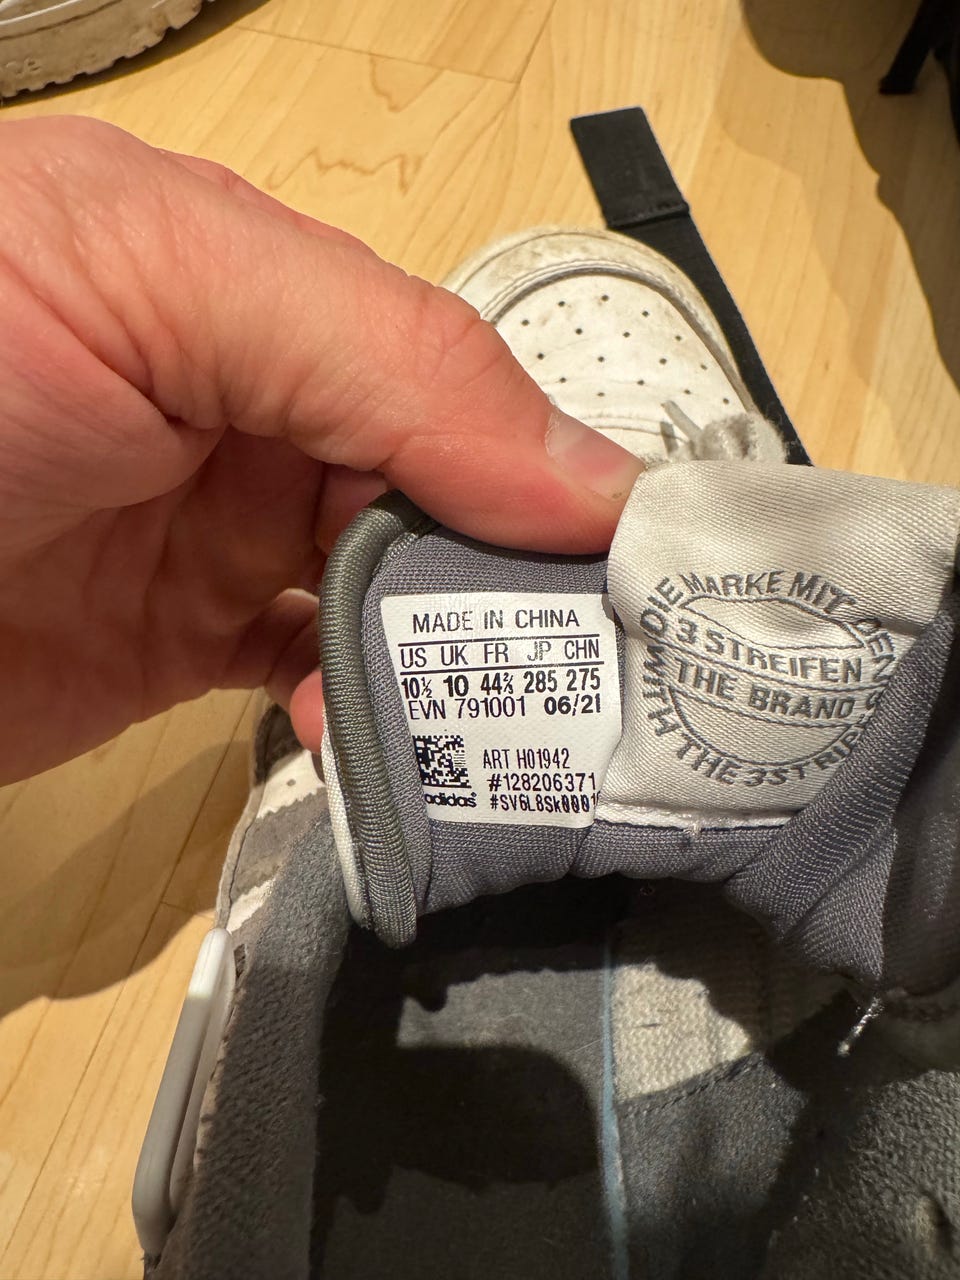 MADE IN CHINA
US UK FR JP CHN
10½ 10 44⅔ 285 275
EVN 791001 06/21
ART H01942
#128206371
adidas
#SV6L8Sk0001
DIE MARKE MIT DEN
3 STREIFEN
THE BRAND
WITH THE 3 STRIPES